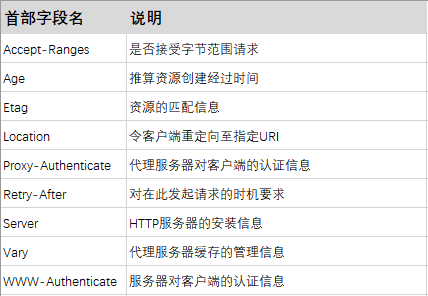 首部字段名 说明
Accept-Ranges 是否接受字节范围请求
Age 推算资源创建经过时间
Etag 资源的匹配信息
Location 令客户端重定向至指定URI
Proxy-Authenticate 代理服务器对客户端的认证信息
Retry-After 对在此发起请求的时机要求
Server HTTP服务器的安装信息
Vary 代理服务器缓存的管理信息
WWW-Authenticate 服务器对客户端的认证信息